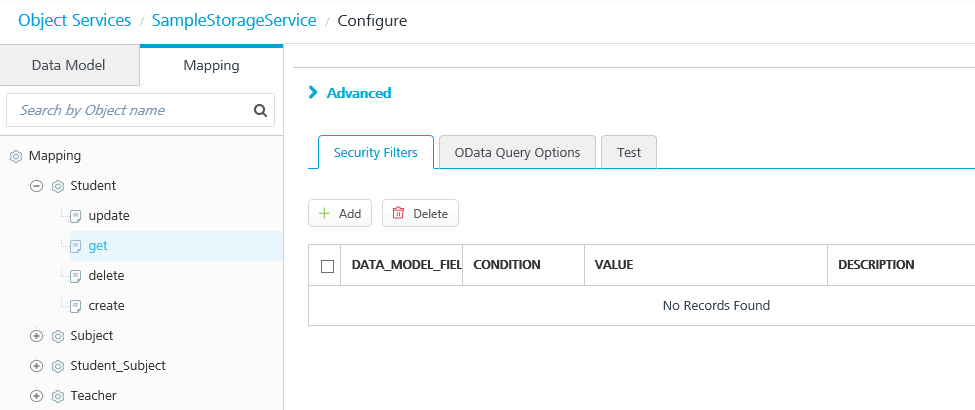 Object Services / SampleStorageService / Configure
Data Model
Mapping
Search by Object name
Mapping
Student
update
get
delete
create
Subject
Student_Subject
Teacher
Advanced
Security Filters
OData Query Options
Test
Add
Delete
DATA_MODEL_FIEL CONDITION VALUE DESCRIPTION
No Records Found